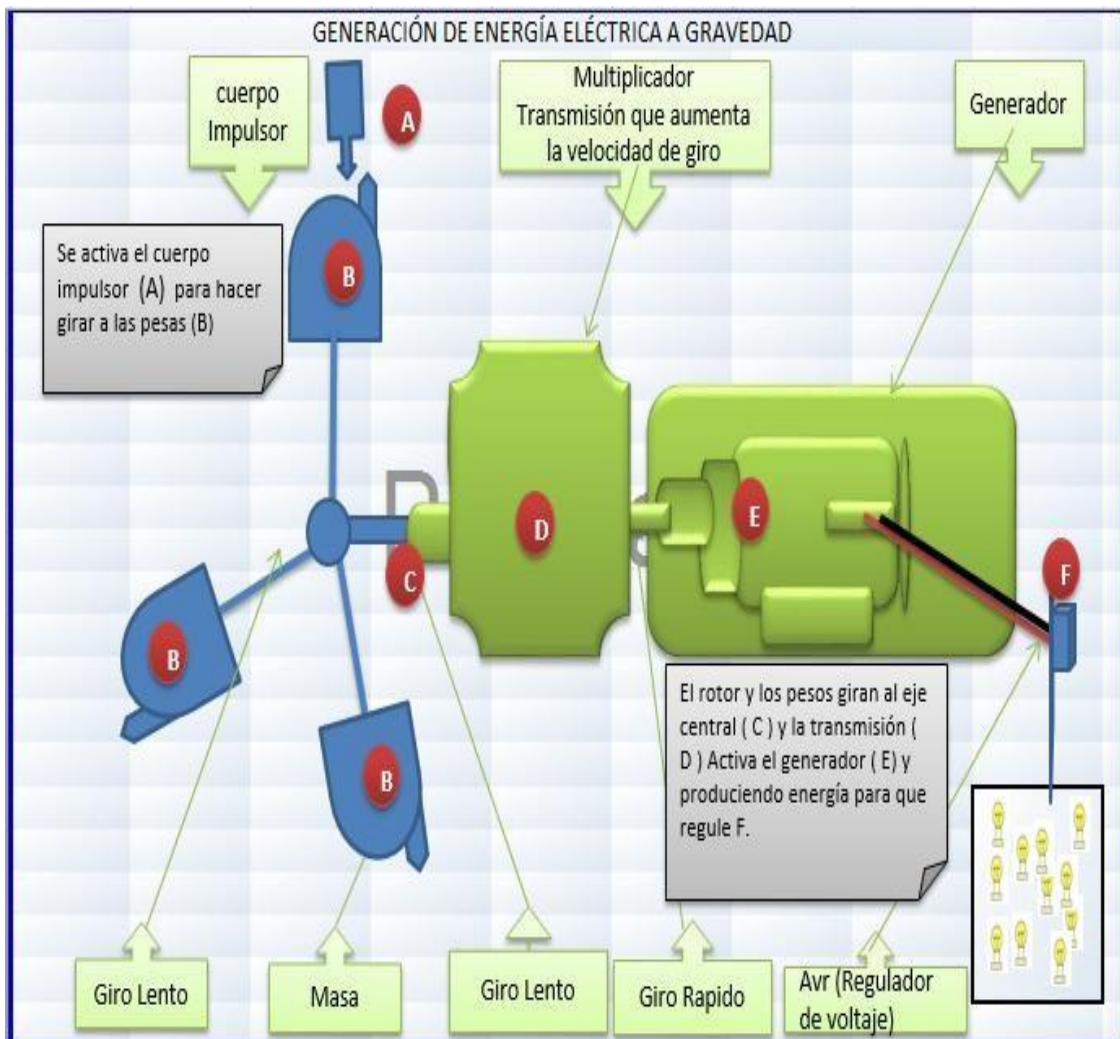 GENERACIÓN DE ENERGÍA ELÉCTRICA A GRAVEDAD
cuerpo
Impulsor
A
Multiplicador
Transmisión que aumenta
la velocidad de giro
Generador
Se activa el cuerpo
impulsor (A) para hacer
girar a las pesas (B)
B
D
E
C
F
B
B
El rotor y los pesos giran al eje
central ( C ) y la transmisión (
D ) Activa el generador ( E) y
produciendo energía para que
regule F.
Giro Lento
Masa
Giro Lento
Giro Rapido
Avr (Regulador
de voltaje)